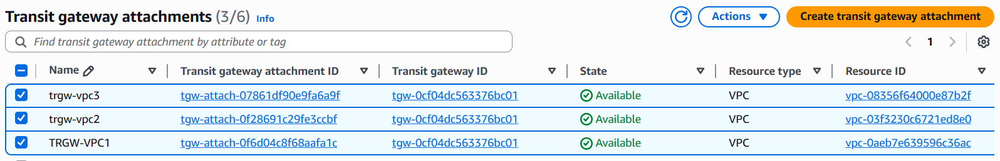 Transit gateway attachments (3/6) Info
Actions
Create transit gateway attachment
Find transit gateway attachment by attribute or tag
1
Name Transit gateway attachment ID Transit gateway ID State Resource type Resource ID
trgw-vpc3 tgw-attach-07861df90e9fa6a9f tgw-0cf04dc563376bc01 Available VPC vpc-08356f64000e87b2f
trgw-vpc2 tgw-attach-0f28691c29fe3ccbf tgw-0cf04dc563376bc01 Available VPC vpc-03f3230c6721ed8e0
TRGW-VPC1 tgw-attach-0f6d04c8f68aafa1c tgw-0cf04dc563376bc01 Available VPC vpc-0aeb7e639596c36ac